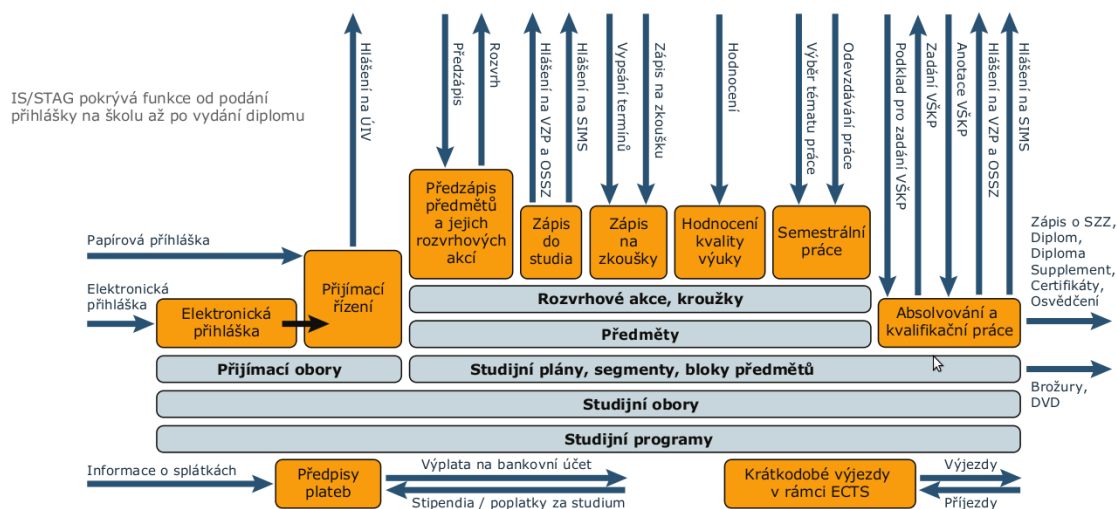 IS/STAG pokrývá funkce od podání
přihlášky na školu až po vydání diplomu
Hlášení na ÚIV
Předzápis
Rozvrh
Hlášení na VZP a OSSZ
Hlášení na SIMS
Vypsání termínů
Zápis na zkoušku
Hodnocení
Výběr tématu práce
Odevzdávání práce
Podklad pro zadání VŠKP
Zadání VŠKP
Anotace VŠKP
Hlášení na VZP a OSSZ
Hlášení na SIMS
Papírová příhláška
Elektronická
přihláška
Elektronická
přihláška
Přijímací
řízení
Předzápis
předmětů
a jejich
rozvrhových
akcí
Zápis
do
studia
Zápis
na
zkoušky
Hodnocení
kvality
výuky
Semestrální
práce
Absolvování a
kvalifikační práce
Zápis o SZZ,
Diplom,
Diploma
Supplement,
Certifikáty,
Osvědčení
Rozvrhové akce, kroužky
Předměty
Přijímací obory
Studijní plány, segmenty, bloky předmětů
Brožury,
DVD
Studijní obory
Studijní programy
Informace o splátkách
Předpisy
plateb
Výplata na bankovní účet
Stipendia / poplatky za studium
Krátkodobé výjezdy
v rámci ECTS
Výjezdy
Příjezdy